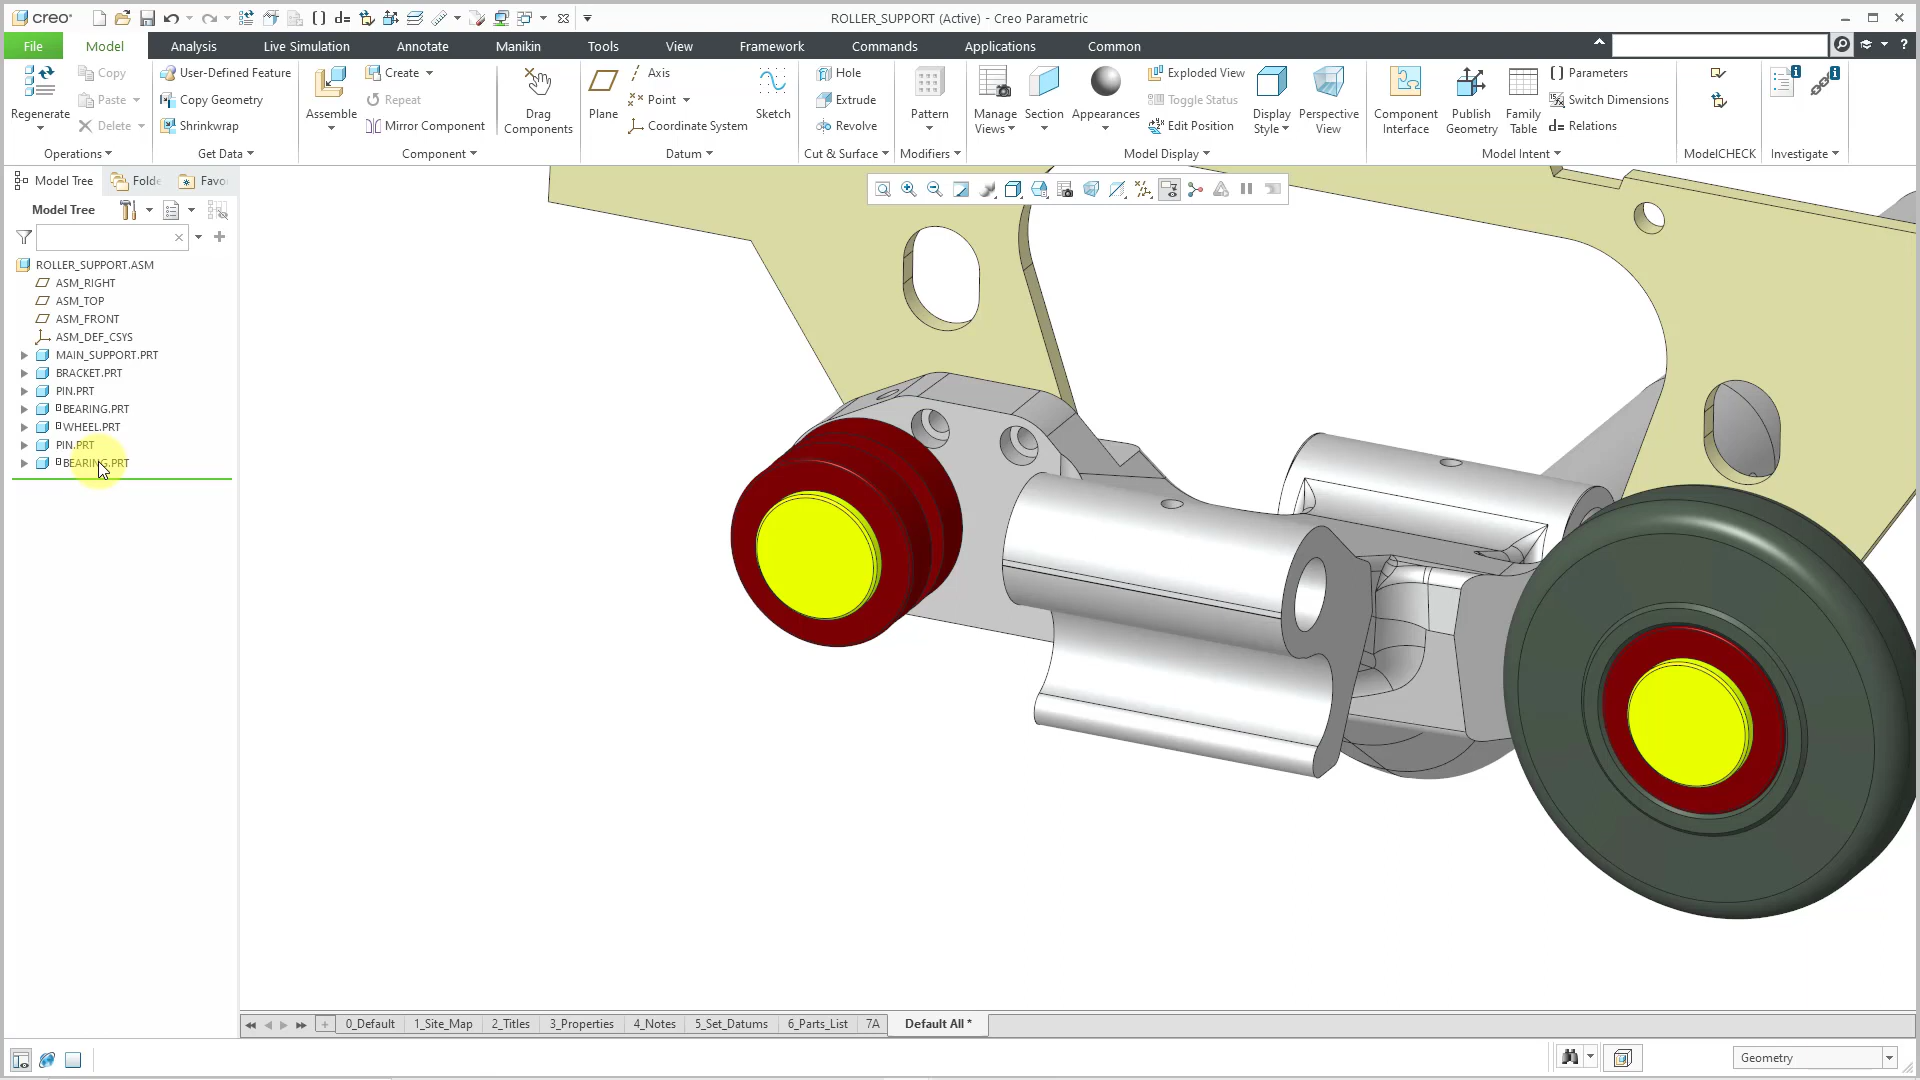 creo
ROLLER_SUPPORT (Active) - Creo Parametric
File Model Analysis Live Simulation Annotate Manikin Tools View Framework Commands Applications Common
Regenerate
Copy
Paste
Delete
Operations
User-Defined Feature
Copy Geometry
Shrinkwrap
Get Data
Assemble
Create
Repeat
Mirror Component
Drag
Components
Component
Plane
Axis
Point
Coordinate System
Sketch
Datum
Hole
Extrude
Revolve
Cut & Surface
Pattern
Modifiers
Manage
Views
Section
Appearances
Exploded View
Toggle Status
Edit Position
Display
Style
Perspective
View
Model Display
Component
Interface
Publish
Geometry
Family
Table
Parameters
Switch Dimensions
d= Relations
Model Intent
ModelCHECK
Investigate
Model Tree Folde Favo
Model Tree
ROLLER_SUPPORT.ASM
ASM_RIGHT
ASM_TOP
ASM_FRONT
ASM_DEF_CSYS
MAIN_SUPPORT.PRT
BRACKET.PRT
PIN.PRT
BEARING.PRT
WHEEL.PRT
PIN.PRT
BEARING.PRT
0_Default 1_Site_Map 2_Titles 3_Properties 4_Notes 5_Set_Datums 6_Parts_List 7A Default All *
Geometry